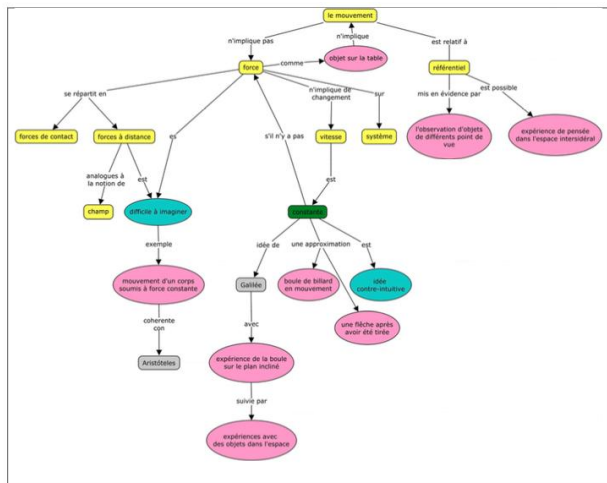 le mouvement
n'implique pas
n'implique
est relatif à
objet sur la table
comme
force
référentiel
se répartit en
n'implique de
changement
sur
mis en évidence par
est possible
es
s'il n'y a pas
forces de contact
forces à distance
vitesse
système
l'observation d'objets
de différents point de
vue
expérience de pensée
dans l'espace intersidéral
analogues à
la notion de
est
est
champ
difficile à imaginer
constante
exemple
idée de
une approximation
est
mouvement d'un corps
soumis à force constante
Galilée
boule de billard
en mouvement
idée
contre-intuitive
coherente
con
avec
une flêche après
avoir été tirée
Aristóteles
expérience de la boule
sur le plan incliné
suivie par
expériences avec
des objets dans l'espace